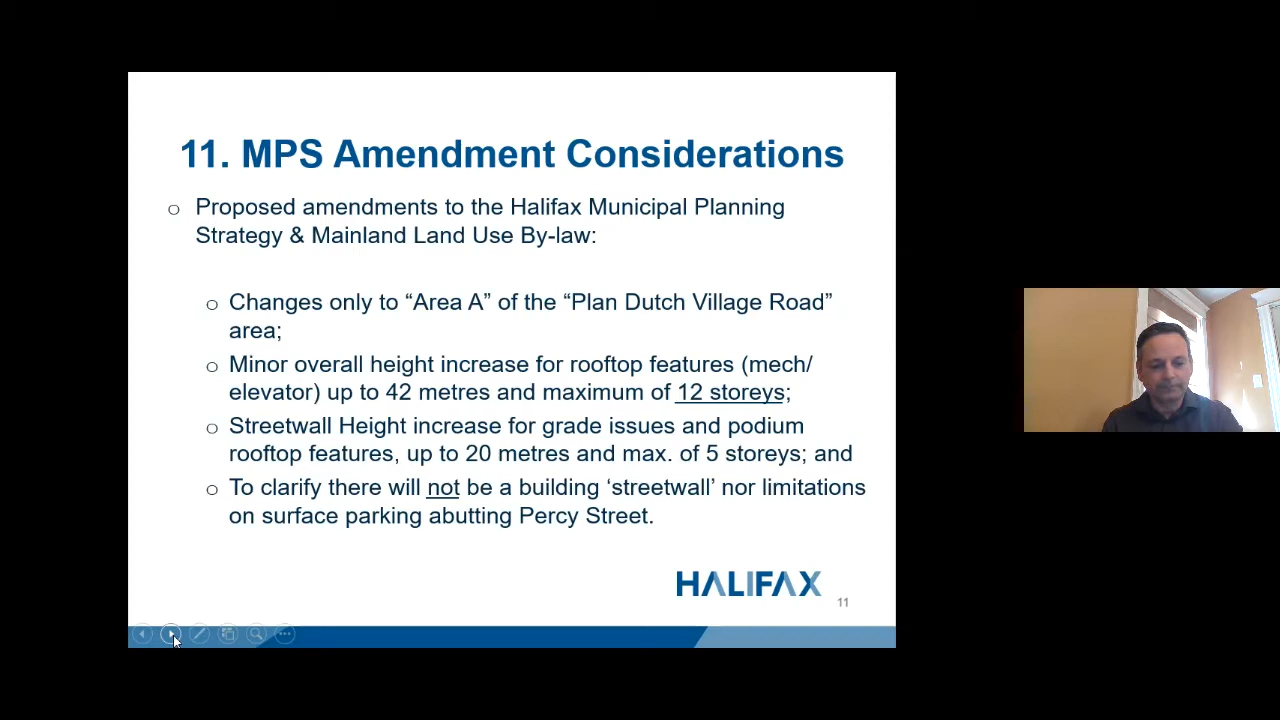 11. MPS Amendment Considerations
o Proposed amendments to the Halifax Municipal Planning
Strategy & Mainland Land Use By-law:
o Changes only to “Area A” of the “Plan Dutch Village Road”
area;
o Minor overall height increase for rooftop features (mech/
elevator) up to 42 metres and maximum of 12 storeys;
o Streetwall Height increase for grade issues and podium
rooftop features, up to 20 metres and max. of 5 storeys; and
o To clarify there will not be a building ‘streetwall’ nor limitations
on surface parking abutting Percy Street.
HALIFAX
11